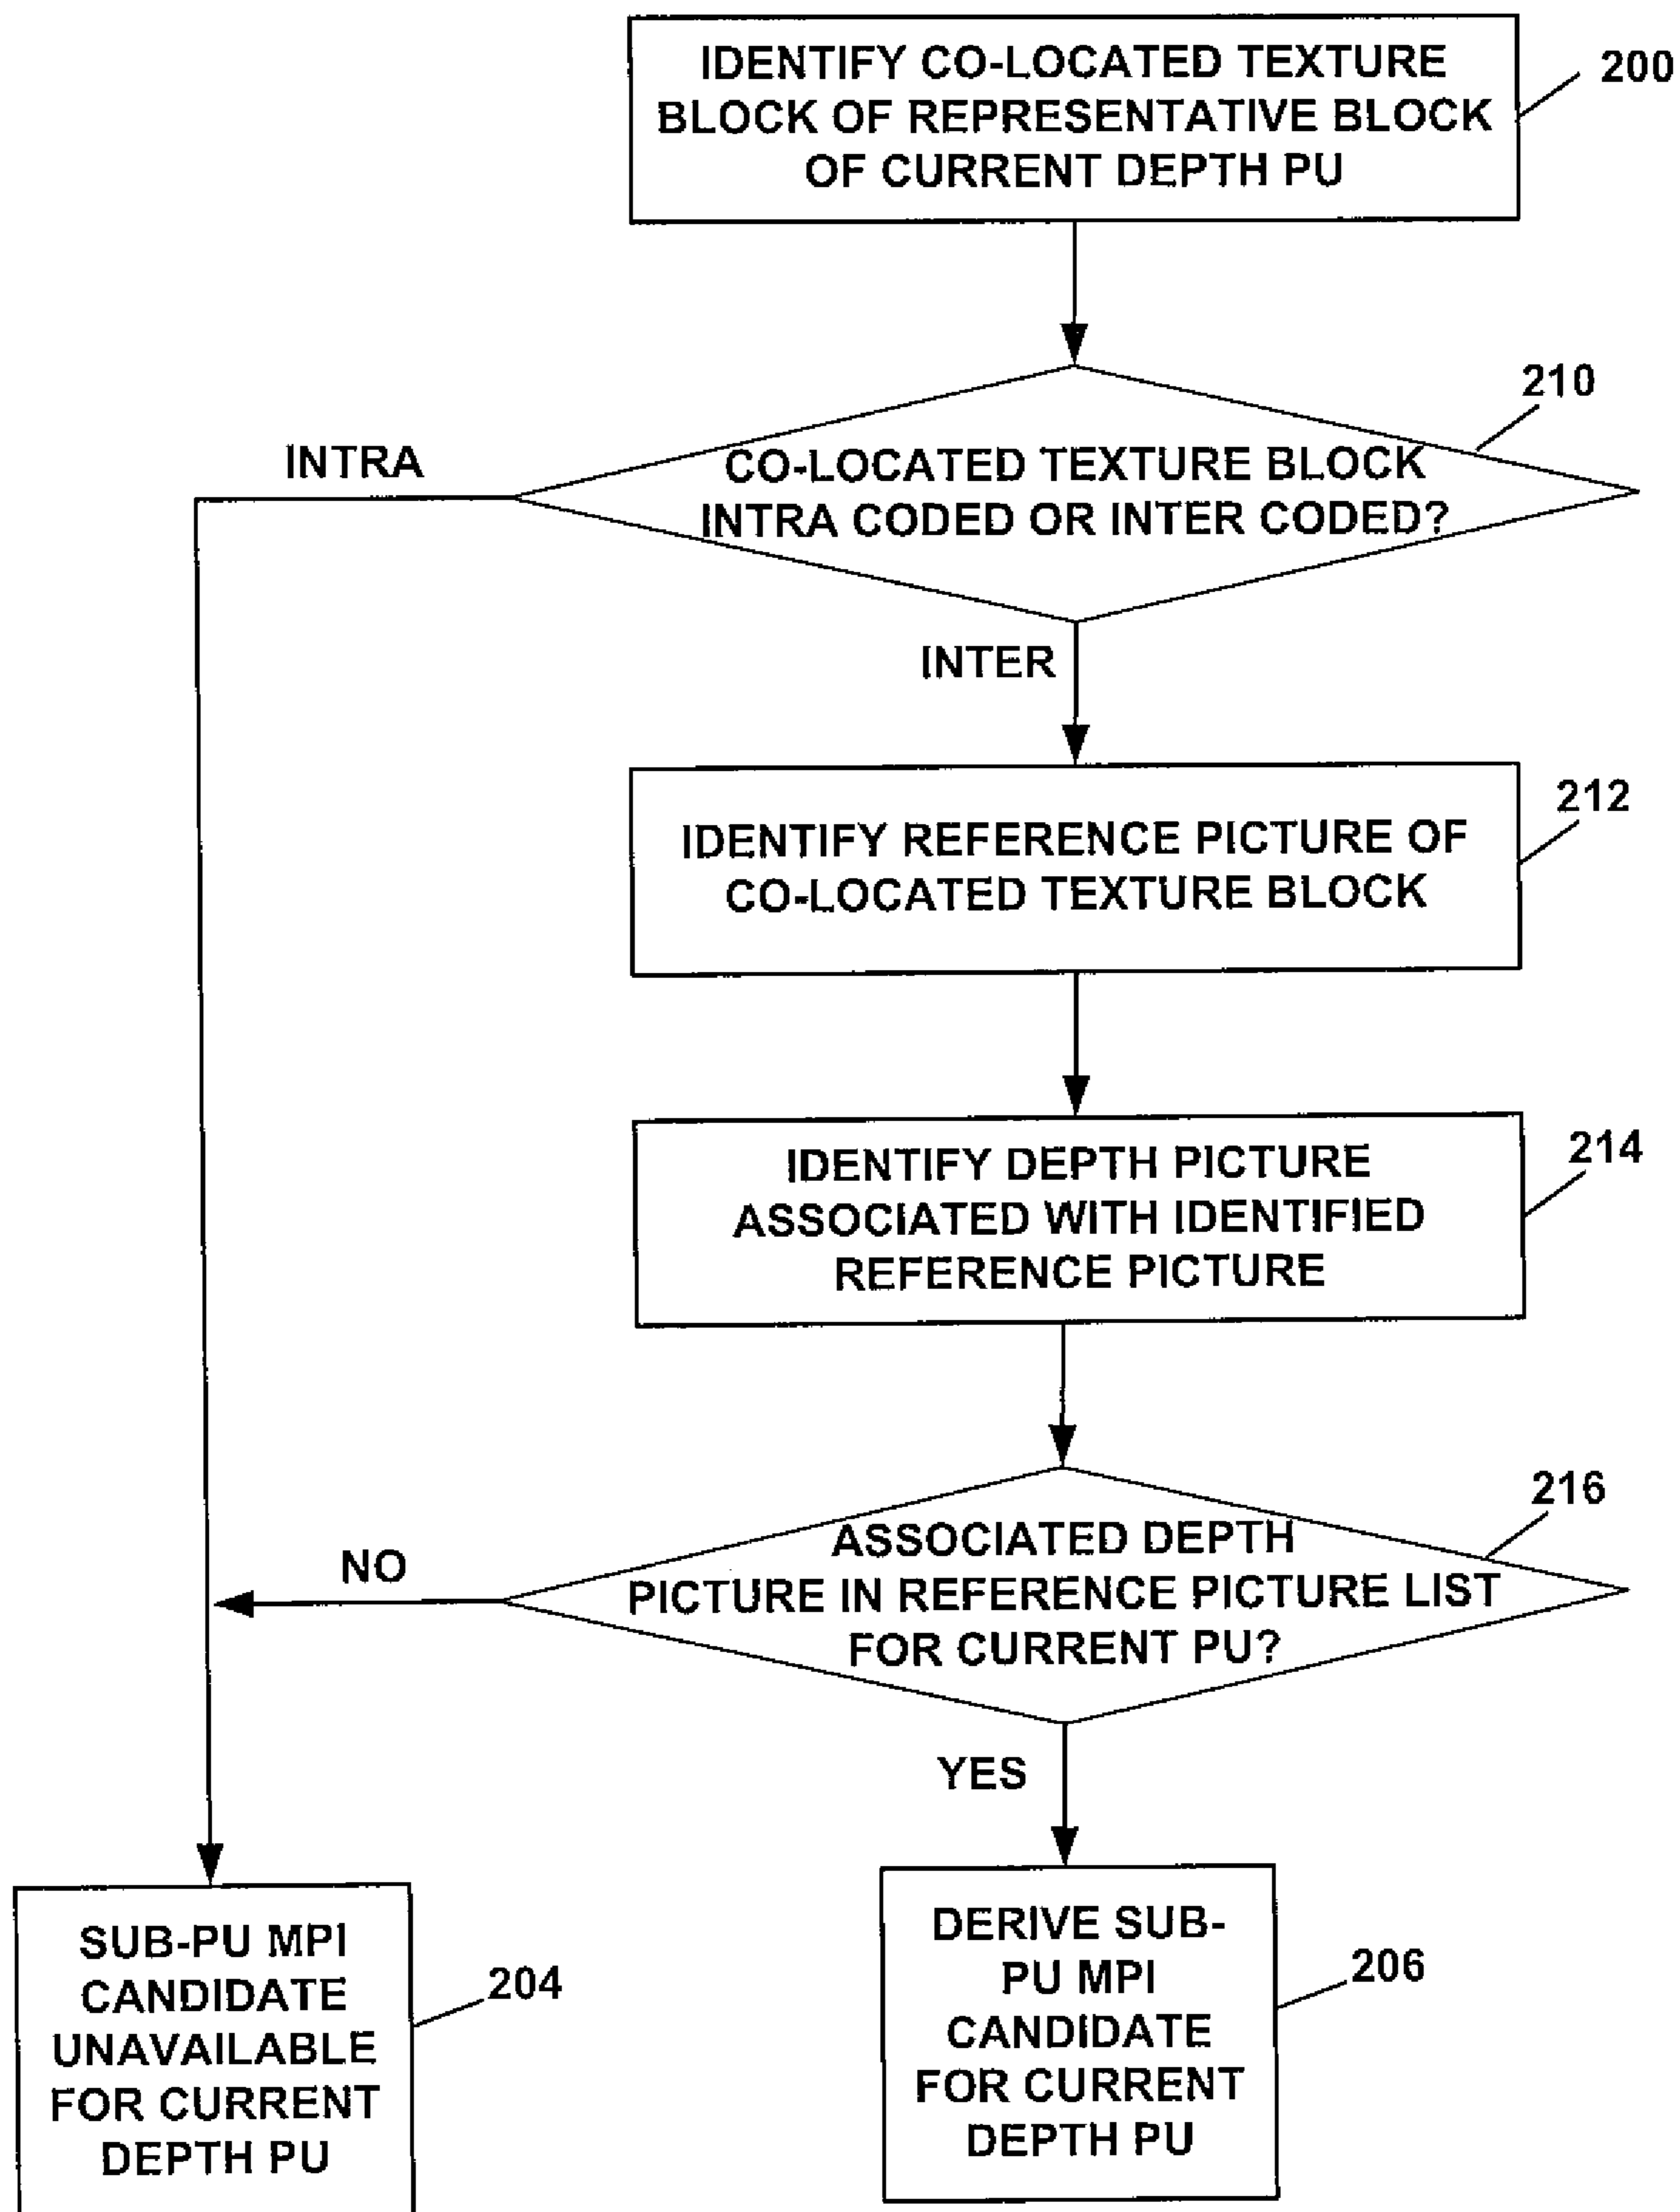 IDENTIFY CO-LOCATED TEXTURE
BLOCK OF REPRESENTATIVE BLOCK
OF CURRENT DEPTH PU
200
210
INTRA
CO-LOCATED TEXTURE BLOCK
INTRA CODED OR INTER CODED?
INTER
212
IDENTIFY REFERENCE PICTURE OF
CO-LOCATED TEXTURE BLOCK
214
IDENTIFY DEPTH PICTURE
ASSOCIATED WITH IDENTIFIED
REFERENCE PICTURE
216
ASSOCIATED DEPTH
PICTURE IN REFERENCE PICTURE LIST
FOR CURRENT PU?
NO
YES
SUB-PU MPI
CANDIDATE
UNAVAILABLE
FOR CURRENT
DEPTH PU
204
DERIVE SUB-
PU MPI
CANDIDATE
FOR CURRENT
DEPTH PU
206